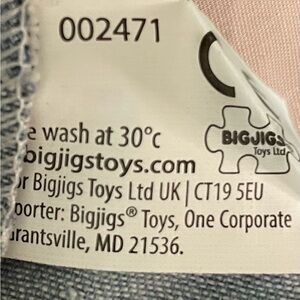 002471
e wash at 30°c
BIGJIGS
Toys Ltd
bigjigstoys.com
or Bigjigs Toys Ltd UK | CT19 5EU
porter: Bigjigs® Toys, One Corporate
rantsville, MD 21536.